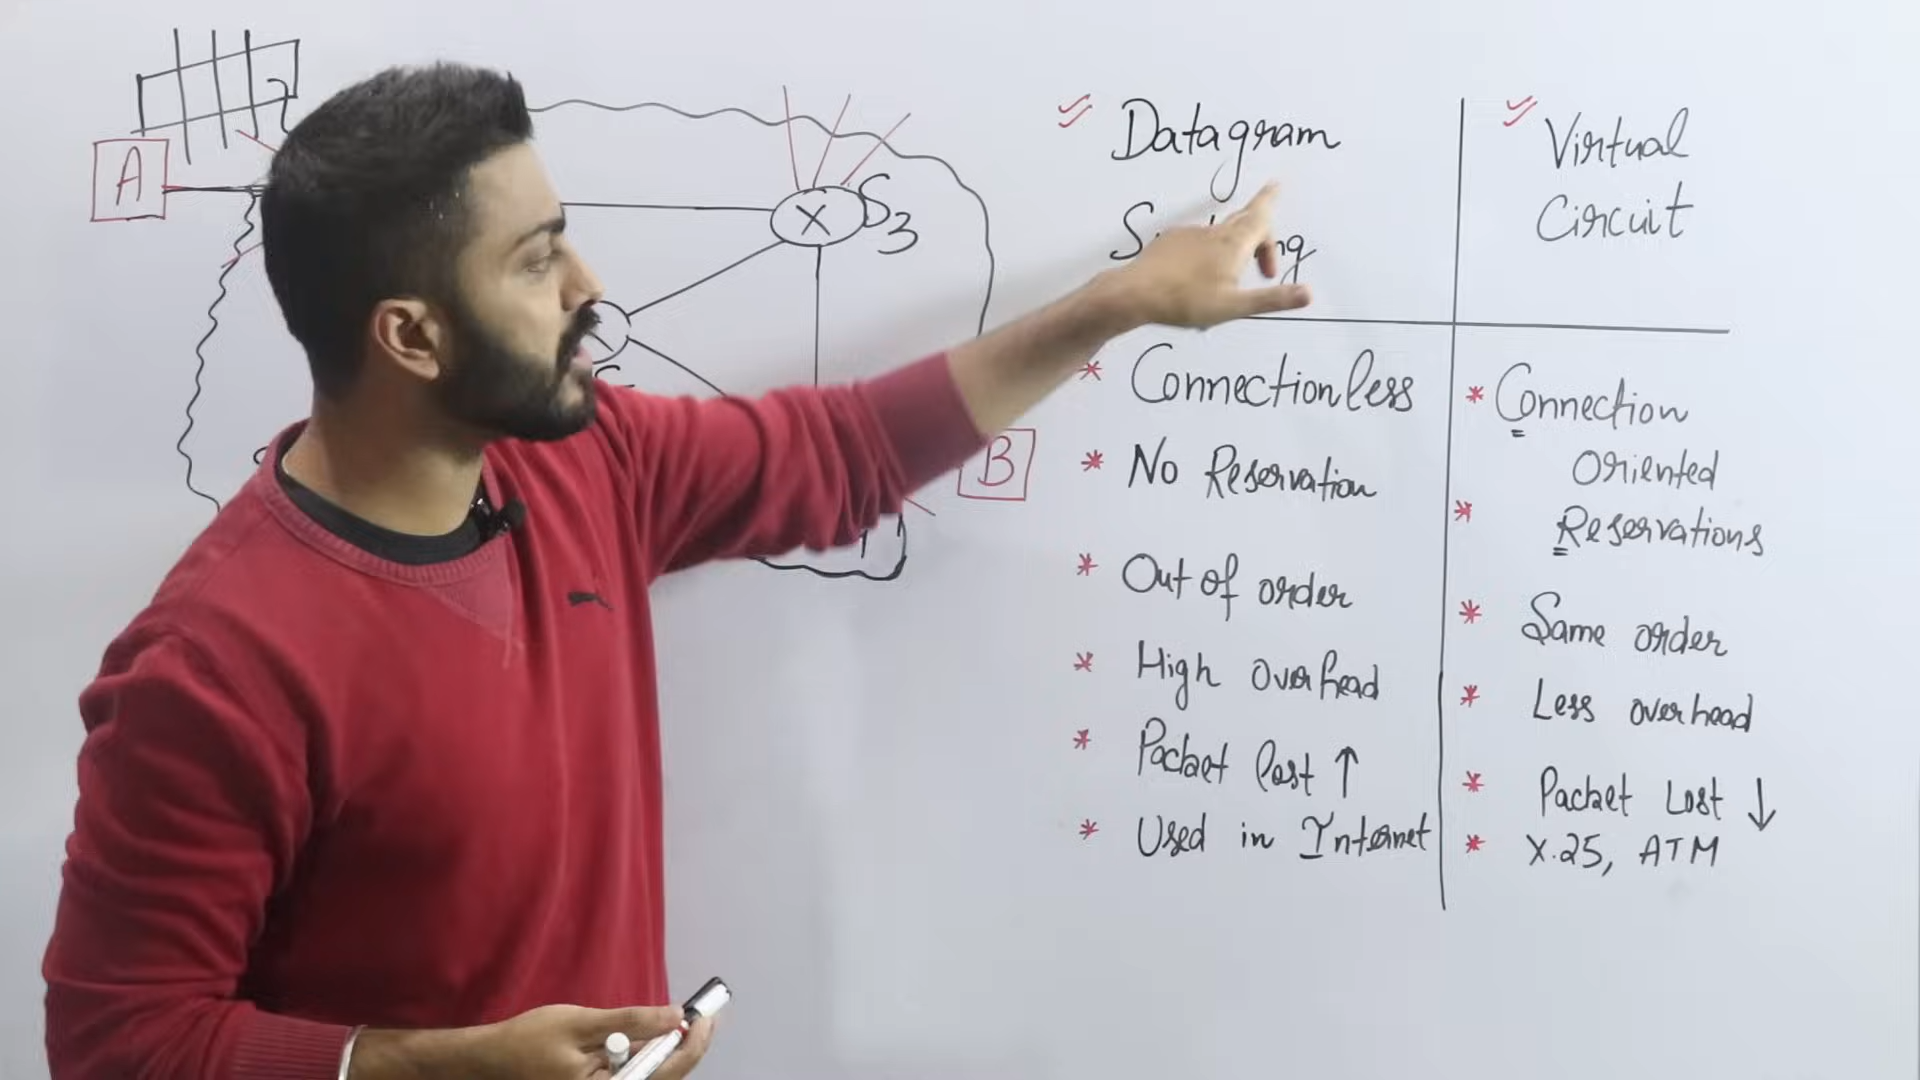 A
X S3
B
Datagram
Virtual
Circuit
* Connectionless
* No Reservation
* Out of order
* High overhead
* Packet lost ↑
* Used in Internet
* Connection
Oriented
* Reservations
* Same order
* Less overhead
* Packet Lost ↓
* X.25, ATM